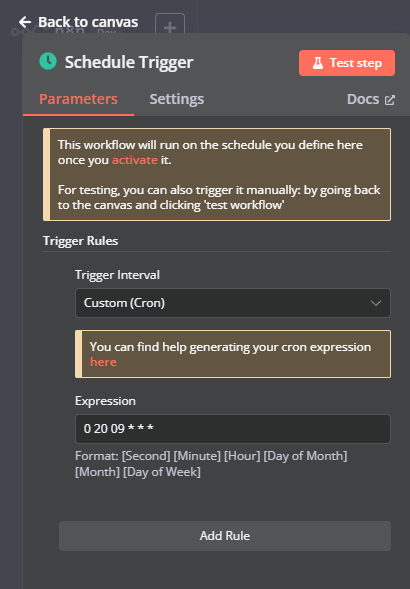 Back to canvas
Schedule Trigger
Test step
Parameters
Settings
Docs
This workflow will run on the schedule you define here
once you activate it.
For testing, you can also trigger it manually: by going back
to the canvas and clicking 'test workflow'
Trigger Rules
Trigger Interval
Custom (Cron)
You can find help generating your cron expression
here
Expression
0 20 09 * * *
Format: [Second] [Minute] [Hour] [Day of Month]
[Month] [Day of Week]
Add Rule